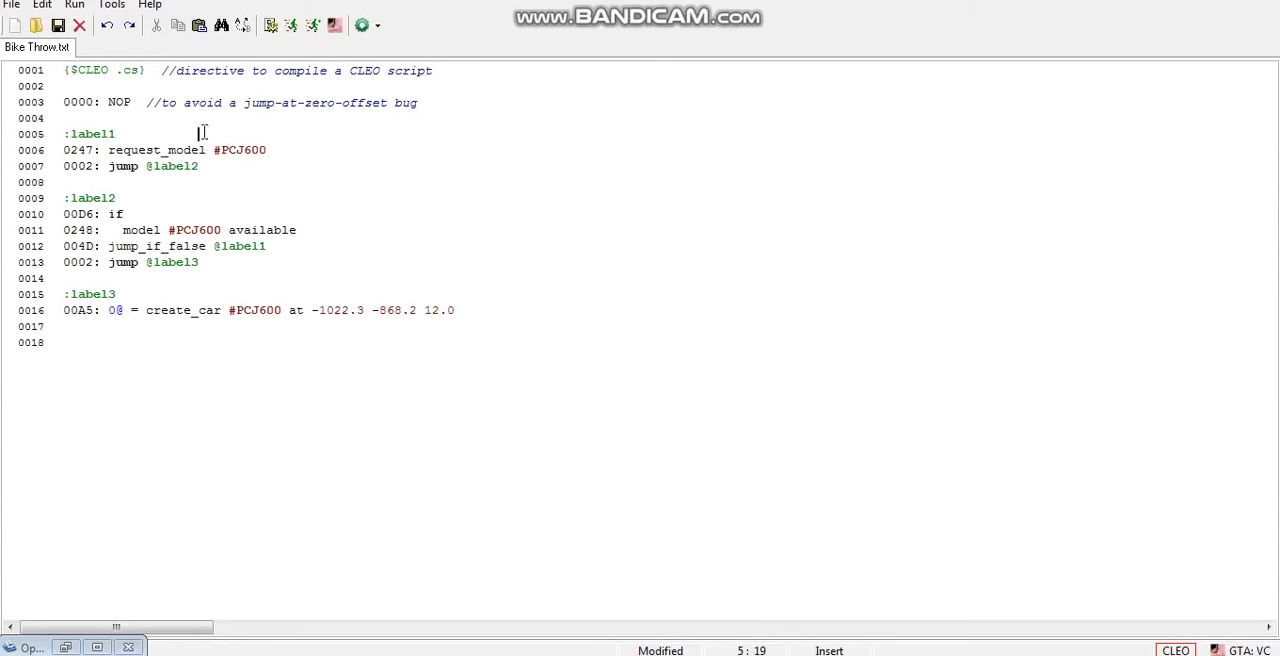 www.BANDICAM.com
File Edit Run Tools Help
Bike Throw.txt
0001 {$CLEO .cs} //directive to compile a CLEO script
0002
0003 0000: NOP //to avoid a jump-at-zero-offset bug
0004
0005 :label1
0006 0247: request_model #PCJ600
0007 0002: jump @label2
0008
0009 :label2
0010 00D6: if
0011 0248: model #PCJ600 available
0012 004D: jump_if_false @label1
0013 0002: jump @label3
0014
0015 :label3
0016 00A5: 0@ = create_car #PCJ600 at -1022.3 -868.2 12.0
0017
0018
Op...
Modified 5: 19 Insert CLEO GTA: VC